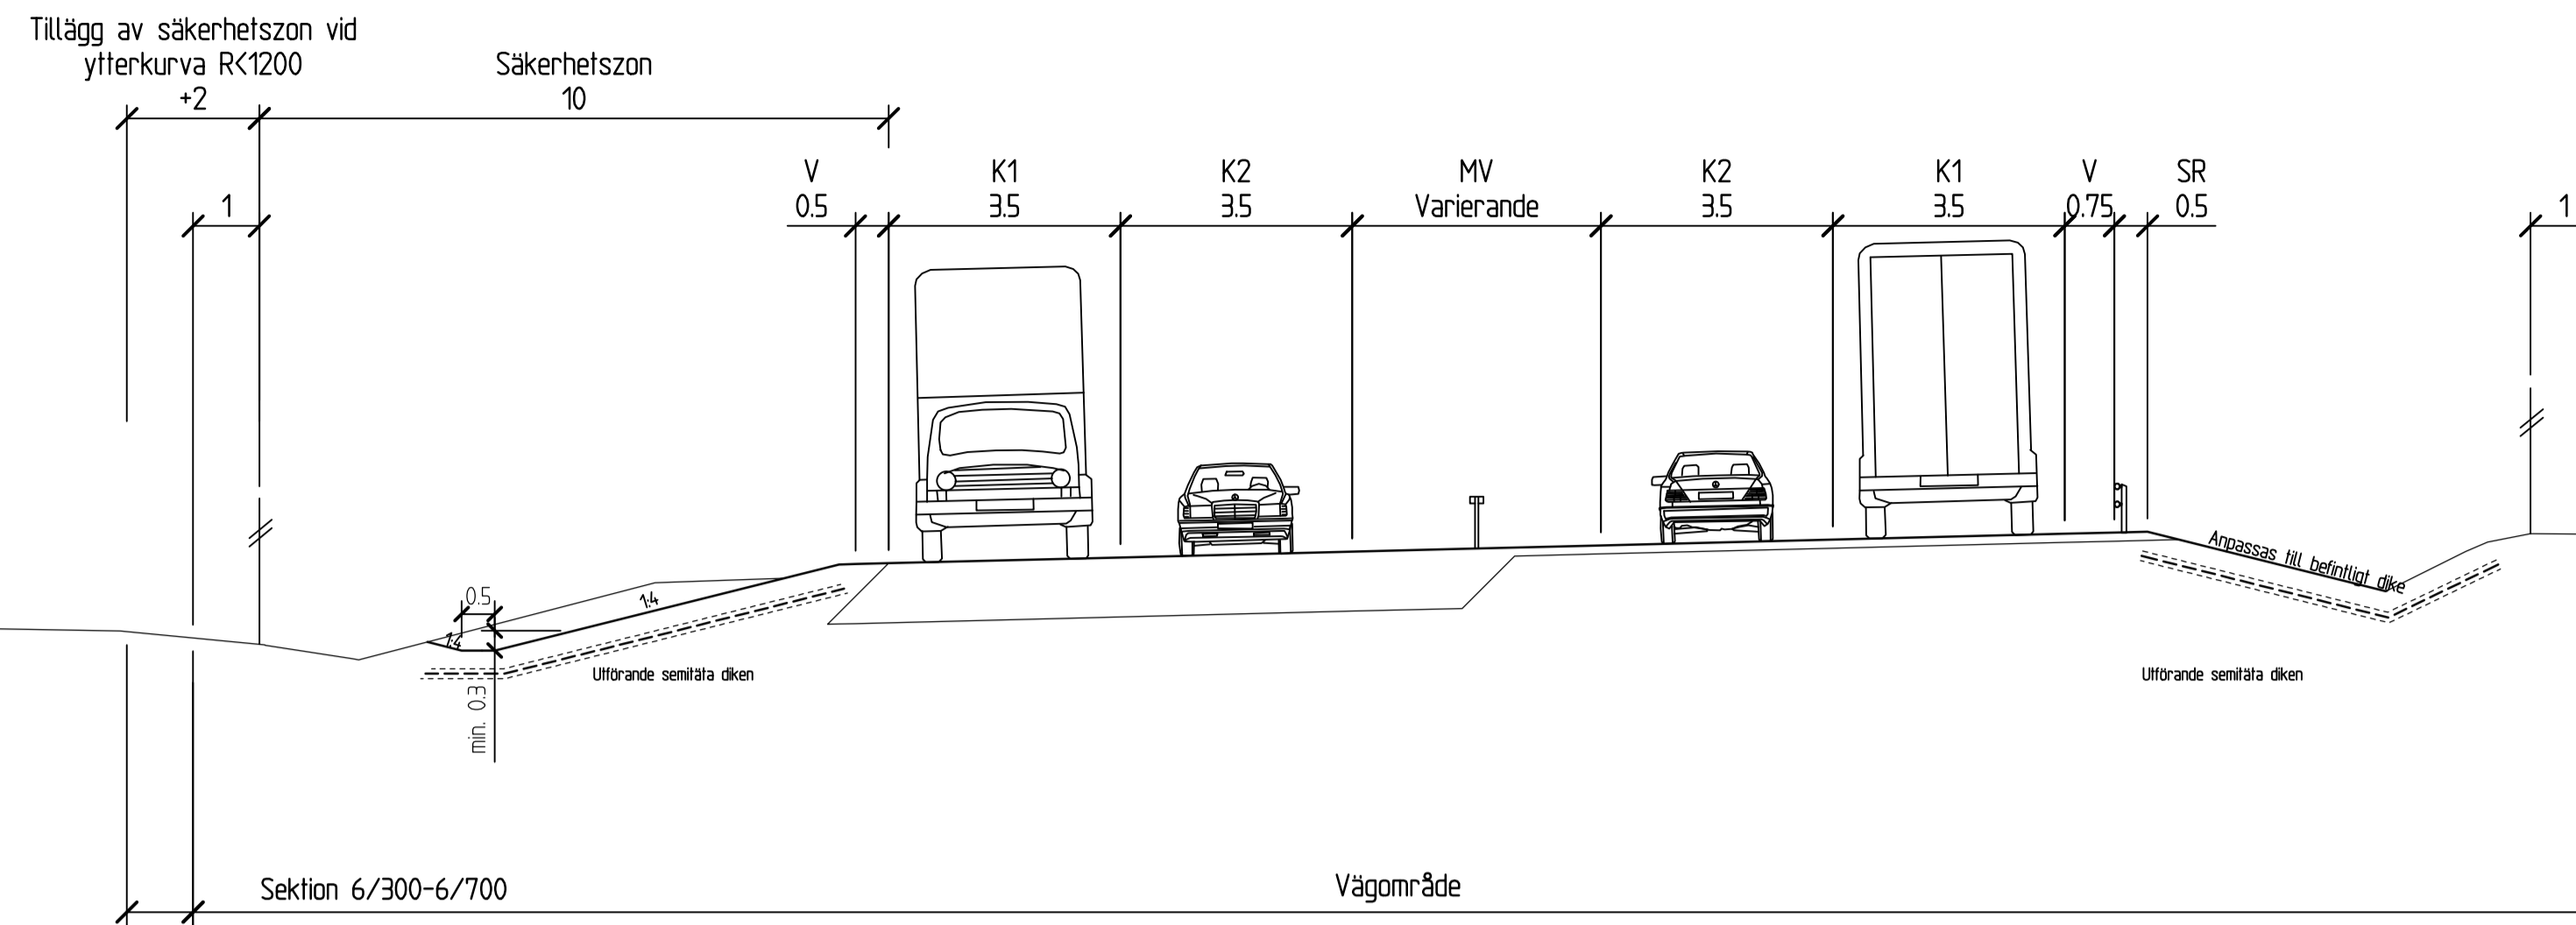 Tillägg av säkerhetszon vid
ytterkurva R<1200
+2
Säkerhetszon
10
1
V
0.5
K1
3.5
K2
3.5
MV
Varierande
K2
3.5
K1
3.5
V
0.75
SR
0.5
1
Anpassas till befintligt dike
0.5
1:4
1:4
min. 0.3
Utförande semitäta diken
Utförande semitäta diken
Sektion 6/300-6/700
Vägområde